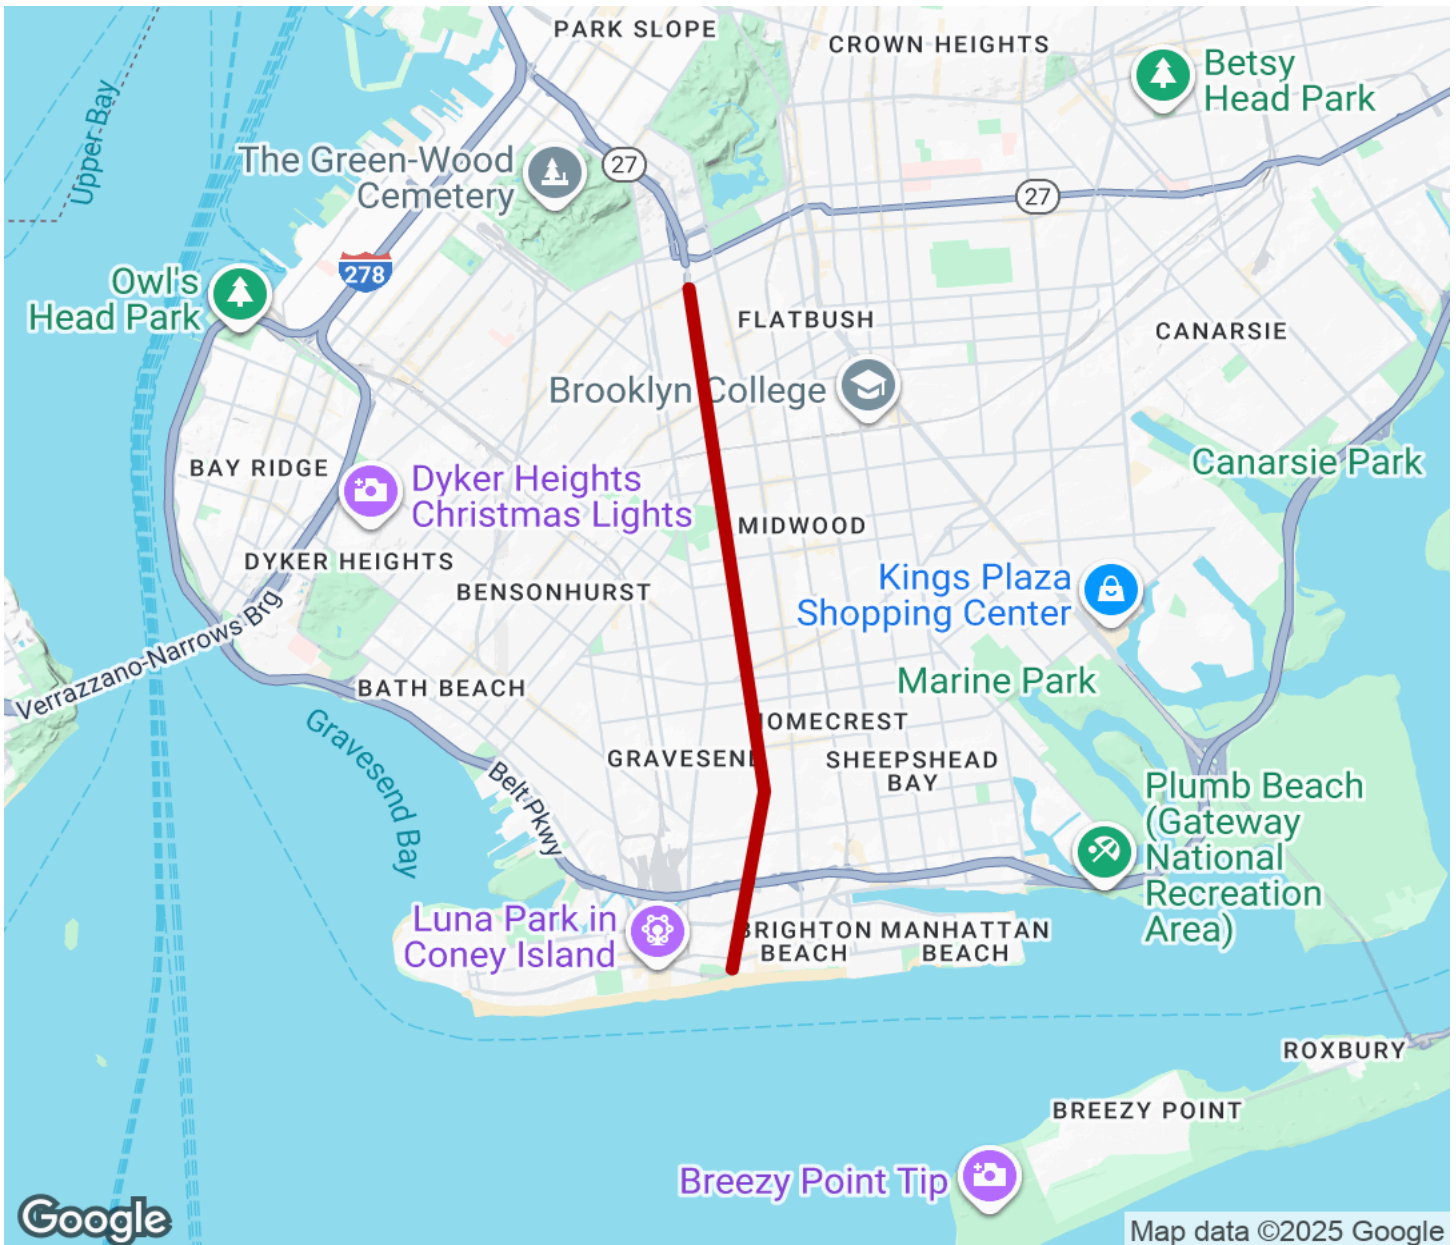 PARK SLOPE
CROWN HEIGHTS
Betsy
Head Park
Upper Bay
The Green-Wood
Cemetery
27
27
278
Owl's
Head Park
FLATBUSH
CANARSIE
Brooklyn College
BAY RIDGE
Dyker Heights
Christmas Lights
Canarsie Park
MIDWOOD
DYKER HEIGHTS
BENSONHURST
Kings Plaza
Shopping Center
Verrazzano-Narrows Brg
BATH BEACH
Marine Park
Gravesend Bay
HOMECREST
GRAVESEND
SHEEPSHEAD
BAY
Belt Pkwy
Plumb Beach
(Gateway
National
Recreation
Area)
Luna Park in
Coney Island
BRIGHTON
BEACH
MANHATTAN
BEACH
ROXBURY
BREEZY POINT
Breezy Point Tip
Google
Map data ©2025 Google